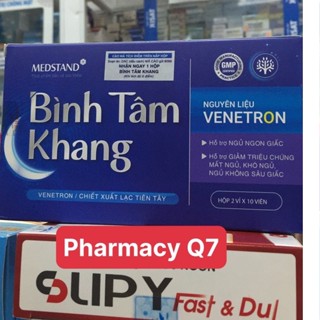 MEDSTAND
NHẬN NGAY 1 HỘP
BÌNH TÂM KHANG
GMP
Bình Tâm
Khang
NGUYÊN LIỆU
VENETRON
Hỗ trợ NGỦ NGON GIẤC
Hỗ trợ GIẢM TRIỆU CHỨNG
MẤT NGỦ, KHÓ NGỦ,
NGỦ KHÔNG SÂU GIẤC
VENETRON / CHIẾT XUẤT LẠC TIÊN TÂY
HỘP 2 VỈ X 10 VIÊN
Pharmacy Q7
SLIPY Fast & Dul